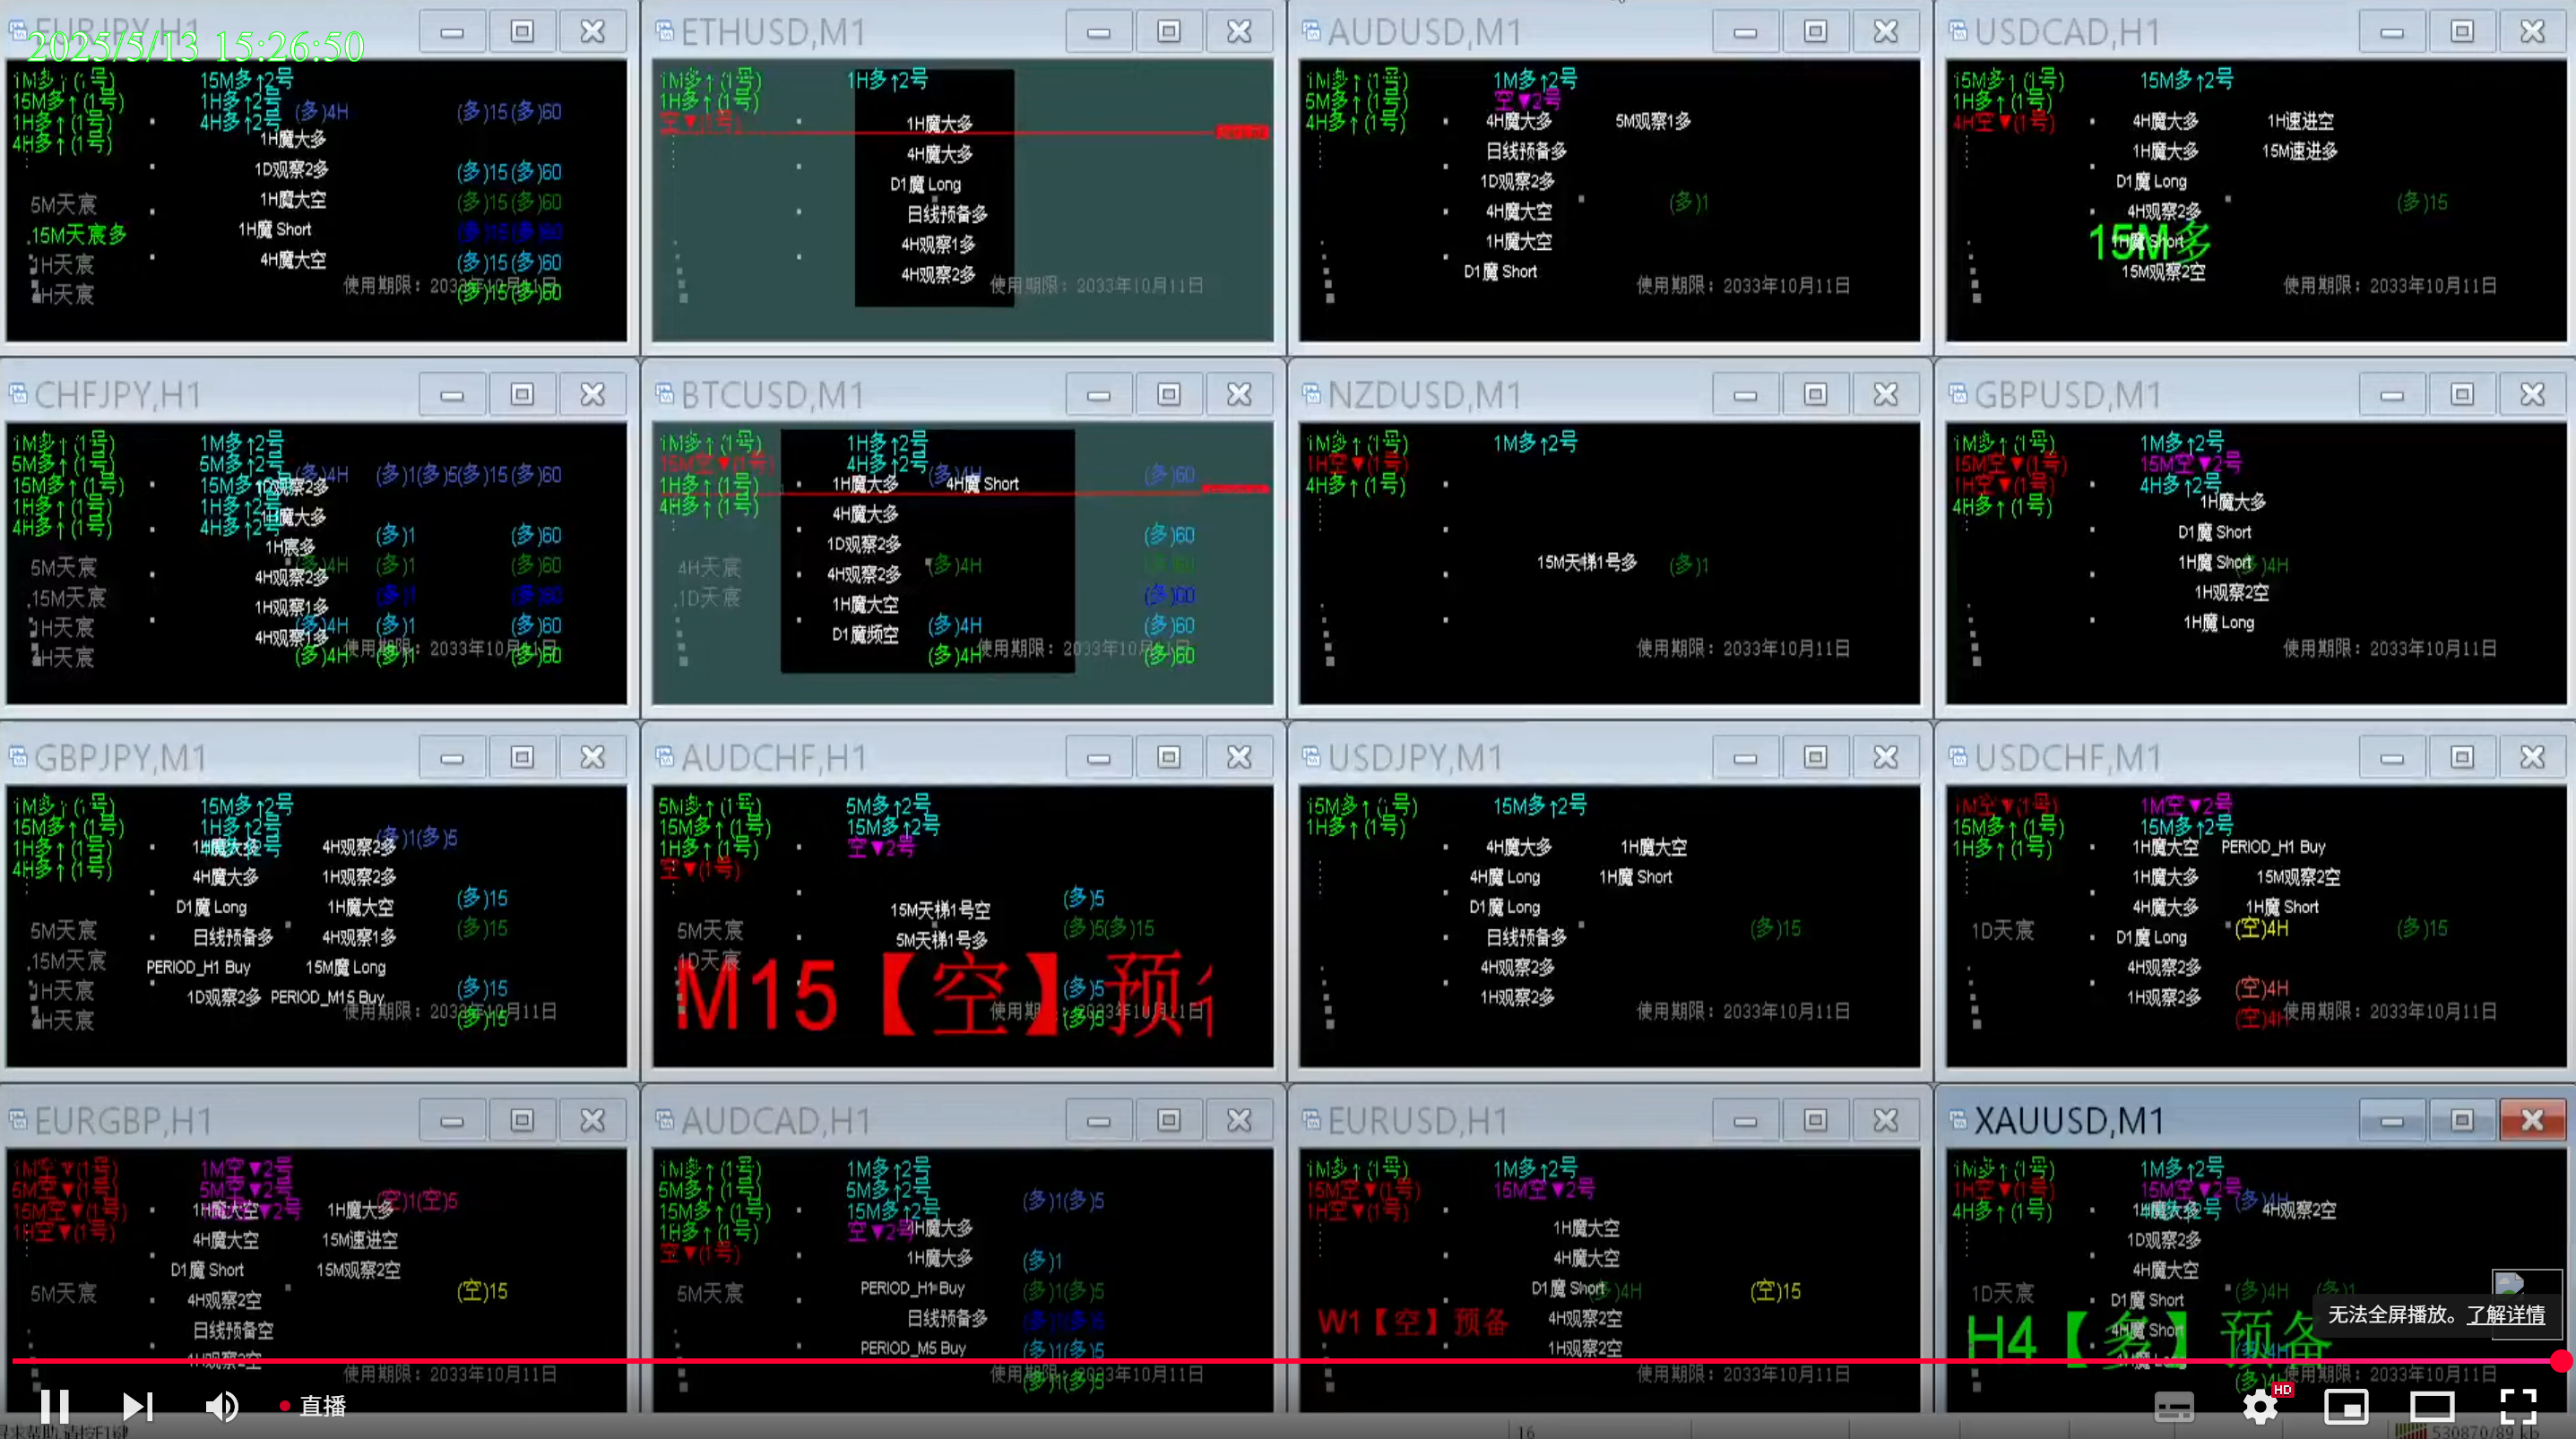 EURJPY,H1
2025/5/13 15:26:50
1M多↑(1号) 15M多↑2号
15M多↑(1号) 1H多↑2号 (多)4H (多)15(多)60
1H多↑(1号) 4H多↑2号
4H多↑(1号) 1H魔大多
1D观察2多 (多)15(多)60
5M天宸 1H魔大空 (多)15(多)60
15M天宸多 1H魔 Short (多)15(多)60
1H天宸 4H魔大空 (多)15(多)60
4H天宸 使用期限：2033年10月11日
(多)15(多)60
ETHUSD,M1
1M多↑(1号) 1H多↑2号
1H多↑(1号)
空▼(1号) 1H魔大多
4H魔大多
D1魔 Long
日线预备多
4H观察1多
4H观察2多
使用期限：2033年10月11日
AUDUSD,M1
1M多↑(1号) 1M多↑2号
5M多↑(1号) 空▼2号
4H多↑(1号) 4H魔大多 5M观察1多
日线预备多
1D观察2多
4H魔大空 (多)1
1H魔大空
D1魔 Short
使用期限：2033年10月11日
USDCAD,H1
15M多↑(1号) 15M多↑2号
1H多↑(1号)
4H空▼(1号) 4H魔大多 1H速进空
1H魔大多 15M速进多
D1魔 Long
4H观察2多 (多)15
15M多
1H魔 Short
15M观察2空
使用期限：2033年10月11日
CHFJPY,H1
1M多↑(1号) 1M多↑2号
5M多↑(1号) 5M多↑2号 (多)4H (多)1(多)5(多)15(多)60
15M多↑(1号) 15M多↑2号 1D观察2多
1H多↑(1号) 1H多↑2号 1H魔大多
4H多↑(1号) 4H多↑2号 (多)1 (多)60
1H宸多
5M天宸 (多)4H (多)1 (多)60
4H观察2多
15M天宸 (多)1 (多)60
1H观察1多
1H天宸 (多)4H (多)1 (多)60
4H观察1多
4H天宸 使用期限：2033年10月11日
(多)4H (多)1 (多)60
BTCUSD,M1
1M多↑(1号) 1H多↑2号
15M空▼(1号) 4H多↑2号 (多)4H (多)60
1H多↑(1号) 1H魔大多 4H魔 Short
4H多↑(1号) 4H魔大多
1D观察2多 (多)60
4H天宸 4H观察2多 (多)4H (多)60
1D天宸 1H魔大空 (多)60
D1魔频空 (多)4H (多)60
使用期限：2033年10月11日
(多)4H (多)60
NZDUSD,M1
1M多↑(1号) 1M多↑2号
1H空▼(1号)
4H多↑(1号)
15M天梯1号多 (多)1
使用期限：2033年10月11日
GBPUSD,M1
1M多↑(1号) 1M多↑2号
15M空▼(1号) 15M空▼2号
1H空▼(1号) 4H多↑2号
4H多↑(1号) 1H魔大多
D1魔 Short
1H魔 Short (多)4H
1H观察2空
1H魔 Long
使用期限：2033年10月11日
GBPJPY,M1
1M多↑(1号) 15M多↑2号
15M多↑(1号) 1H多↑2号 (多)1(多)5
1H多↑(1号) 1H魔大多 4H观察2多
4H多↑(1号) 4H魔大多 1H观察2多
D1魔 Long 1H魔大空 (多)15
5M天宸 日线预备多 4H观察1多 (多)15
15M天宸 PERIOD_H1 Buy 15M魔 Long
1H天宸 1D观察2多 PERIOD_M15 Buy (多)15
4H天宸 使用期限：2033年10月11日
(多)15
AUDCHF,H1
5M多↑(1号) 5M多↑2号
15M多↑(1号) 15M多↑2号
1H多↑(1号) 空▼2号
空▼(1号)
15M天梯1号空 (多)5
5M天宸 5M天梯1号多 (多)5(多)15
1D天宸
M15【空】预 (多)5
使用期限：2033年10月11日
(多)5
USDJPY,M1
15M多↑(1号) 15M多↑2号
1H多↑(1号)
4H魔大多 1H魔大空
4H魔 Long 1H魔 Short
D1魔 Long
日线预备多 (多)15
4H观察2多
1H观察2多
使用期限：2033年10月11日
USDCHF,M1
1M空▼(1号) 1M空▼2号
15M多↑(1号) 15M多↑2号
1H多↑(1号) 1H魔大空 PERIOD_H1 Buy
1H魔大多 15M观察2空
4H魔大多 1H魔 Short
1D天宸 D1魔 Long (空)4H (多)15
4H观察2多
1H观察2多 (空)4H
(空)4H 使用期限：2033年10月11日
EURGBP,H1
1M空▼(1号) 1M空▼2号
5M空▼(1号) 5M空▼2号 (空)1(空)5
15M空▼(1号) 1H魔大空 ▼2号 1H魔大多
1H空▼(1号) 4H魔大空 15M速进空
D1魔 Short 15M观察2空
5M天宸 4H观察2空 (空)15
日线预备空
1H观察2空
使用期限：2033年10月11日
AUDCAD,H1
1M多↑(1号) 1M多↑2号
5M多↑(1号) 5M多↑2号 (多)1(多)5
15M多↑(1号) 15M多↑2号
1H多↑(1号) 空▼2号 4H魔大多
空▼(1号) 1H魔大多 (多)1
5M天宸 PERIOD_H1 Buy (多)1(多)5
日线预备多 (多)1(多)5
PERIOD_M5 Buy (多)1(多)5
使用期限：2033年10月11日
(多)1(多)5
EURUSD,H1
1M多↑(1号) 1M多↑2号
15M空▼(1号) 15M空▼2号
1H空▼(1号)
1H魔大空
4H魔大空
D1魔 Short (多)4H (空)15
W1【空】预备 4H观察2空
1H观察2空
使用期限：2033年10月11日
XAUUSD,M1
1M多↑(1号) 1M多↑2号
1H空▼(1号) 15M空▼2号 (多)4H
4H多↑(1号) 1H魔大多 4H观察2空
1D观察2多
4H魔大空
1D天宸 D1魔 Short (多)4H (多)1
H4【多】预备
4H魔 Short
使用期限：2033年10月11日
无法全屏播放。了解详情
直播
HD
16
530870/89 kb